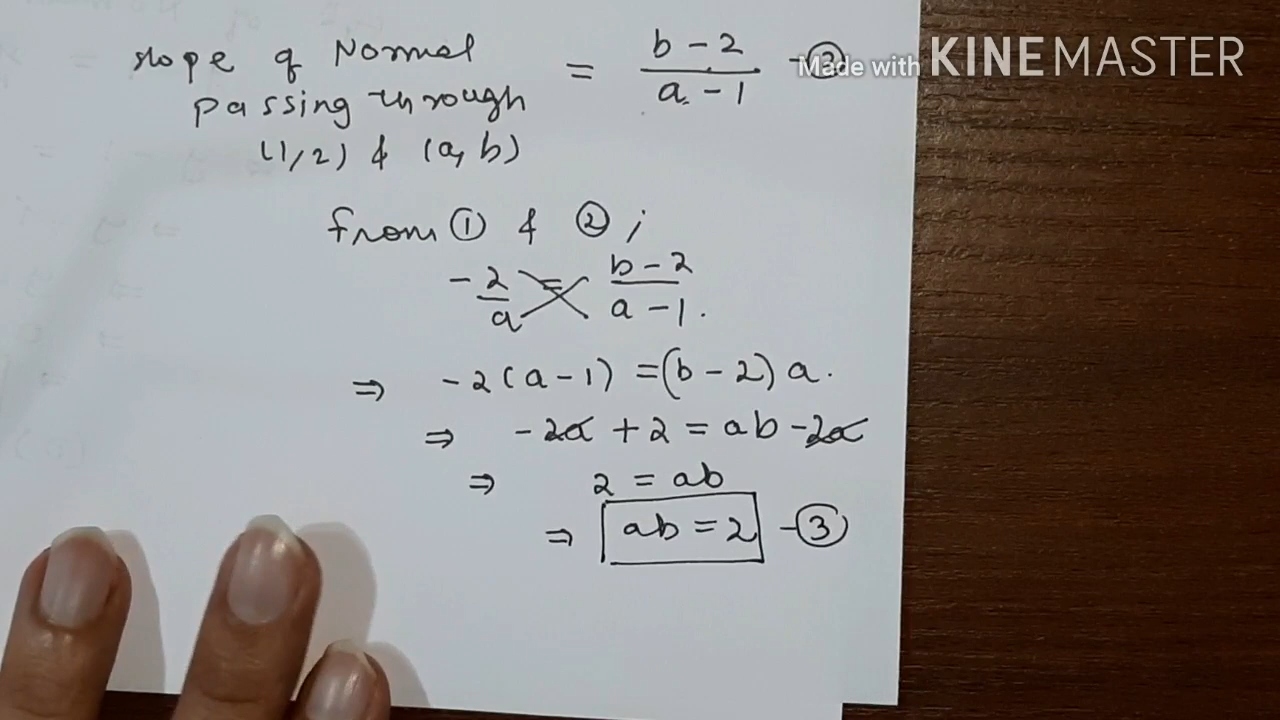 slope of Normal
passing through
(1,2) & (a, b)
= b - 2 / a - 1 - ②
Made with KINEMASTER
from ① & ② ;
- 2/a = b - 2 / a - 1.
⇒ - 2 ( a - 1 ) = (b - 2) a.
⇒ - 2a + 2 = ab - 2a
⇒ 2 = ab
⇒ ab = 2 - ③